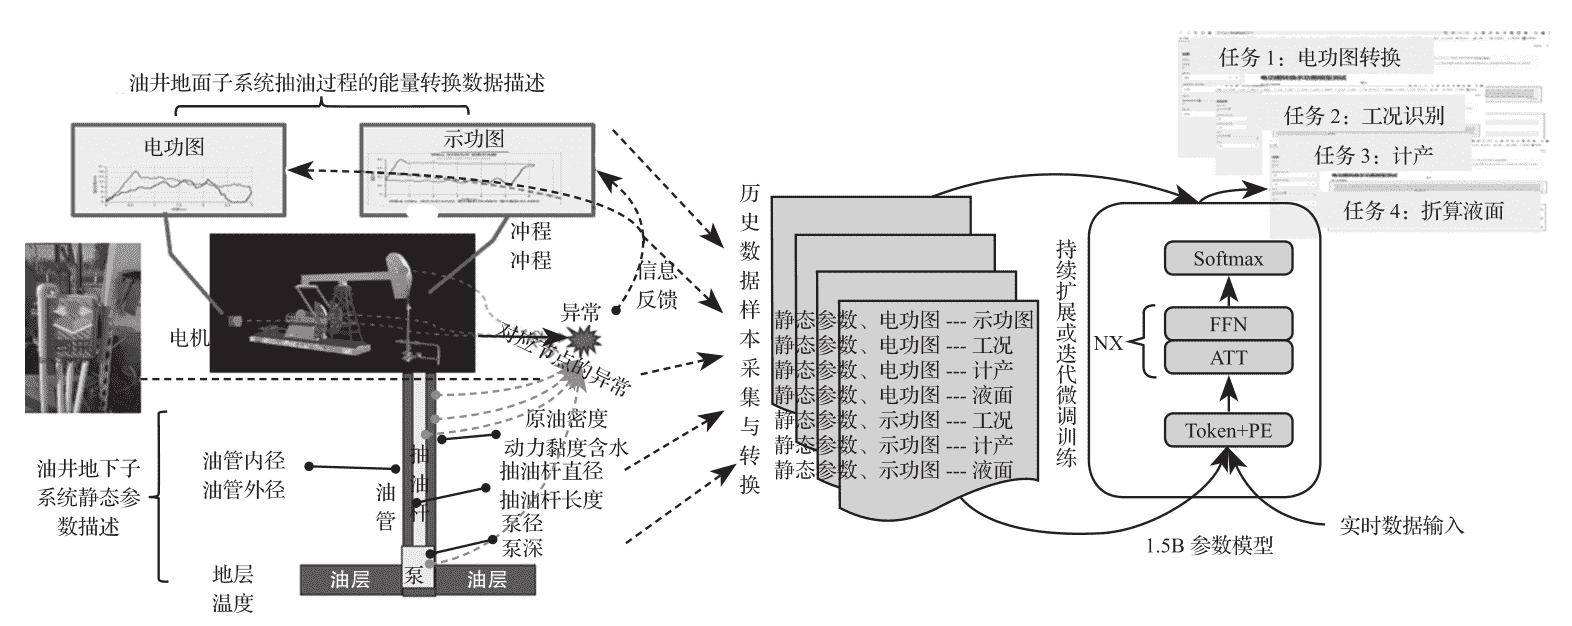 油井地面子系统抽油过程的能量转换数据描述
电功图
示功图
冲程
冲程
电机
异常
信息
反馈
对应节点的异常
原油密度
动力黏度含水
抽油杆直径
抽油杆长度
泵径
泵深
油管内径
油管外径
油井地下子
系统静态参
数描述
地层
温度
油管
抽油杆
泵
油层
油层
历史数据样本采集与转换
静态参数、电功图 --- 示功图
静态参数、电功图 --- 工况
静态参数、电功图 --- 计产
静态参数、电功图 --- 液面
静态参数、示功图 --- 工况
静态参数、示功图 --- 计产
静态参数、示功图 --- 液面
持续扩展或迭代微调训练
Softmax
FFN
ATT
NX
Token+PE
1.5B 参数模型
实时数据输入
任务 1：电功图转换
任务 2：工况识别
任务 3：计产
任务 4：折算液面